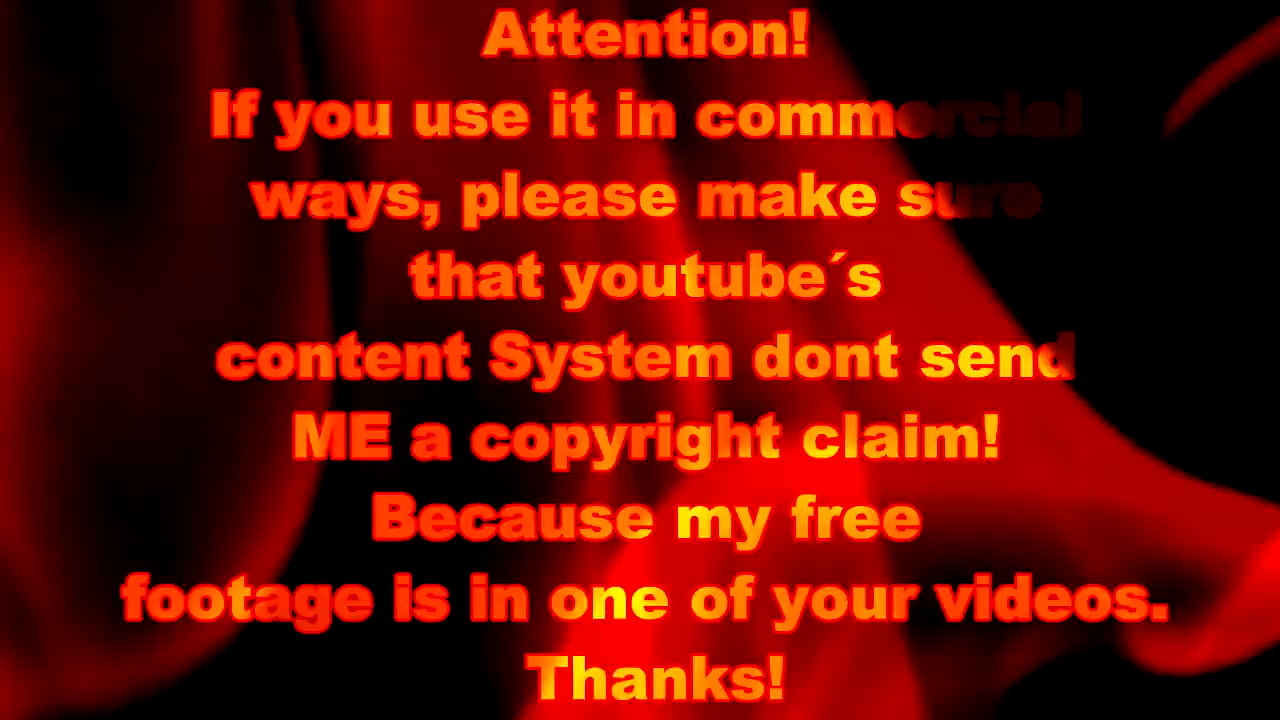 Attention!
If you use it in commercial
ways, please make sure
that youtube´s
content System dont send
ME a copyright claim!
Because my free
footage is in one of your videos.
Thanks!